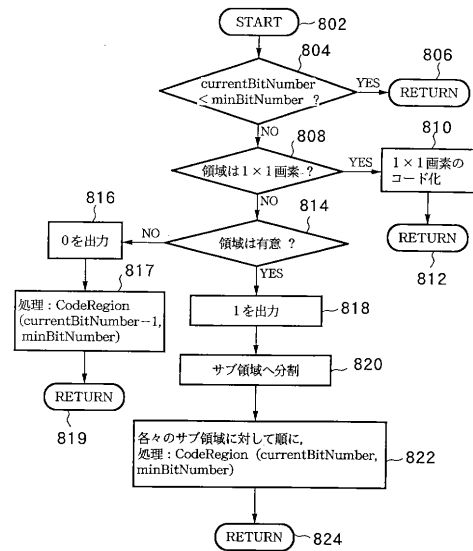 START
802
804
currentBitNumber
< minBitNumber ?
YES
806
RETURN
NO
808
810
領域は1×1画素?
YES
1×1画素の
コード化
NO
814
RETURN
812
816
0を出力
NO
領域は有意 ?
YES
817
処理：CodeRegion
(currentBitNumber-1,
minBitNumber)
1を出力
818
サブ領域へ分割
820
RETURN
819
各々のサブ領域に対して順に,
処理：CodeRegion (currentBitNumber,
minBitNumber)
822
RETURN
824